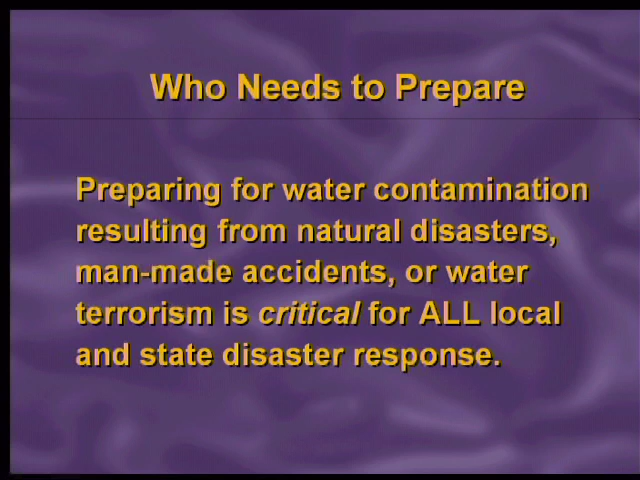 Who Needs to Prepare
Preparing for water contamination
resulting from natural disasters,
man-made accidents, or water
terrorism is critical for ALL local
and state disaster response.